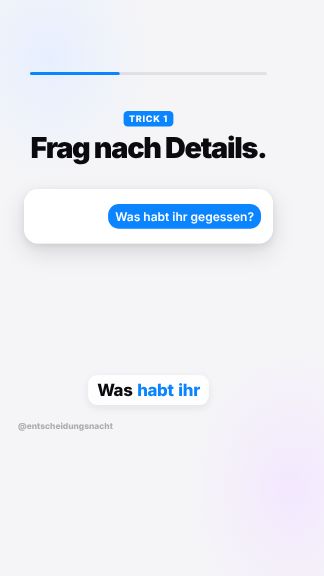 TRICK 1
Frag nach Details.
Was habt ihr gegessen?
Was habt ihr
@entscheidungsnacht